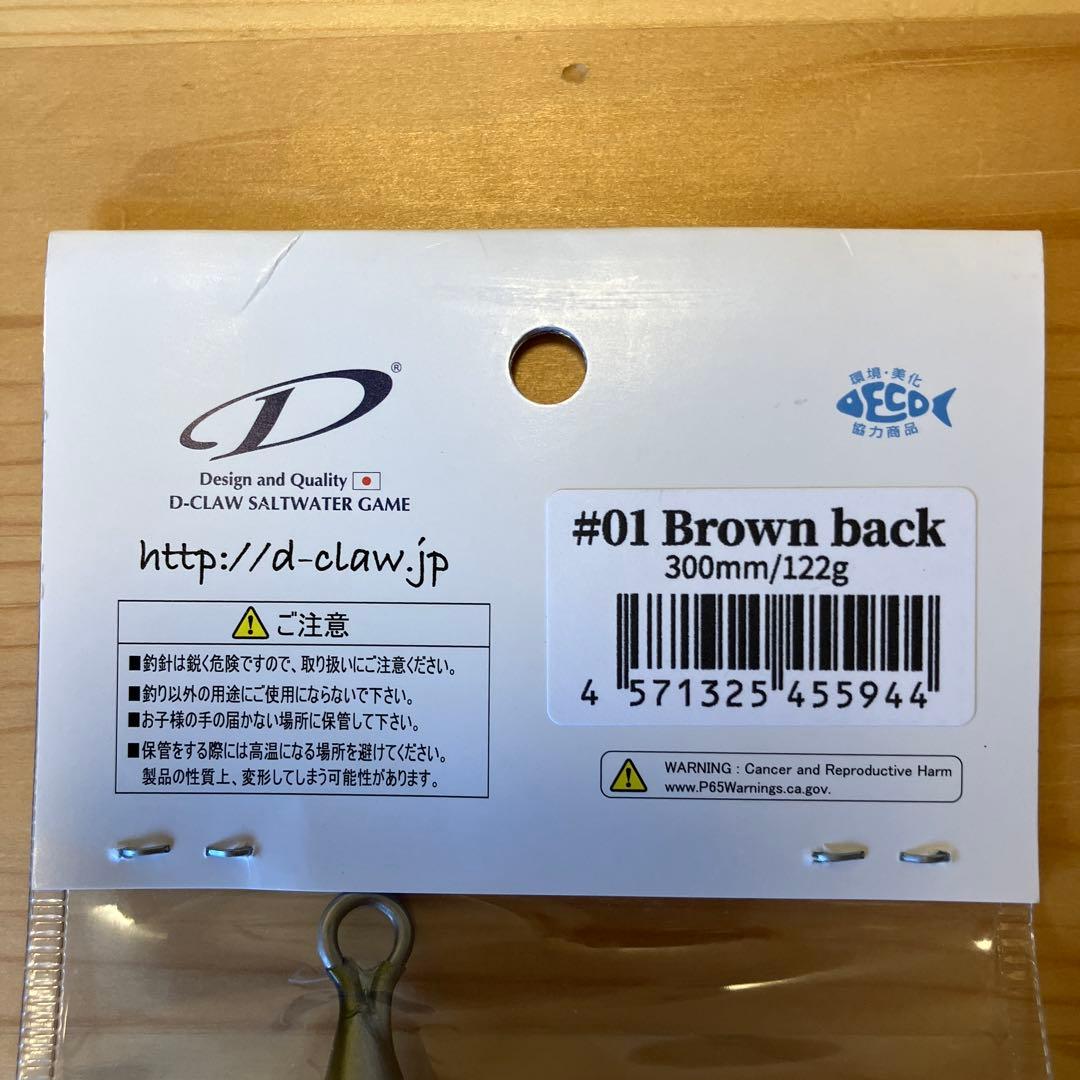 D®
Design and Quality
D-CLAW SALTWATER GAME
http://d-claw.jp
ご注意
■釣針は鋭く危険ですので、取り扱いにご注意ください。
■釣り以外の用途にご使用にならないで下さい。
■お子様の手の届かない場所に保管して下さい。
■保管をする際には高温になる場所を避けてください。
製品の性質上、変形してしまう可能性があります。
環境・美化
ECO
協力商品
#01 Brown back
300mm/122g
4 571325 455944
WARNING : Cancer and Reproductive Harm
www.P65Warnings.ca.gov.